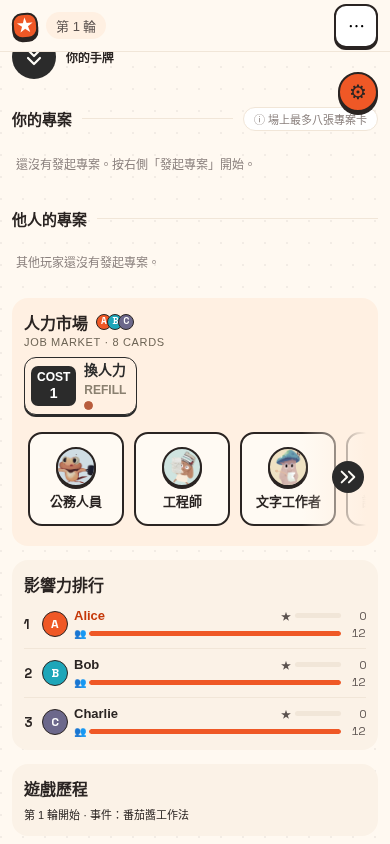 第 1 輪
…
你的手牌
你的專案
ⓘ 場上最多八張專案卡
還沒有發起專案。按右側「發起專案」開始。
他人的專案
其他玩家還沒有發起專案。
人力市場 A B C
JOB MARKET · 8 CARDS
COST
1
換人力
REFILL
公務人員
工程師
文字工作者
影響力排行
1 A Alice ★ 0
12
2 B Bob ★ 0
12
3 C Charlie ★ 0
12
遊戲歷程
第 1 輪開始 · 事件：番茄醬工作法